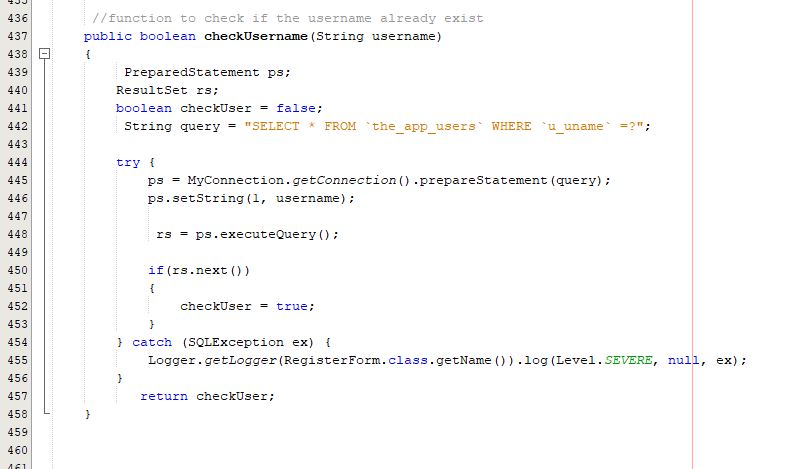 436 //function to check if the username already exist
437 public boolean checkUsername(String username)
438 {
439 PreparedStatement ps;
440 ResultSet rs;
441 boolean checkUser = false;
442 String query = "SELECT * FROM `the_app_users` WHERE `u_uname` =?";
443
444 try {
445 ps = MyConnection.getConnection().prepareStatement(query);
446 ps.setString(1, username);
447
448 rs = ps.executeQuery();
449
450 if(rs.next())
451 {
452 checkUser = true;
453 }
454 } catch (SQLException ex) {
455 Logger.getLogger(RegisterForm.class.getName()).log(Level.SEVERE, null, ex);
456 }
457 return checkUser;
458 }
459
460
461